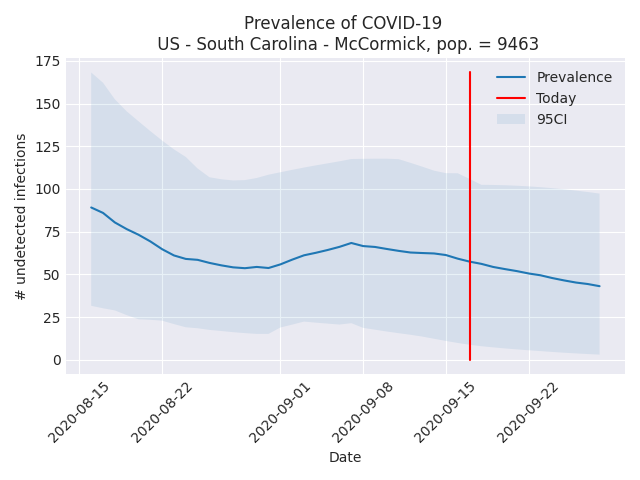 Prevalence of COVID-19
US - South Carolina - McCormick, pop. = 9463
175
150
125
100
75
50
25
0
# undetected infections
Prevalence
Today
95CI
2020-08-15
2020-08-22
2020-09-01
2020-09-08
2020-09-15
2020-09-22
Date